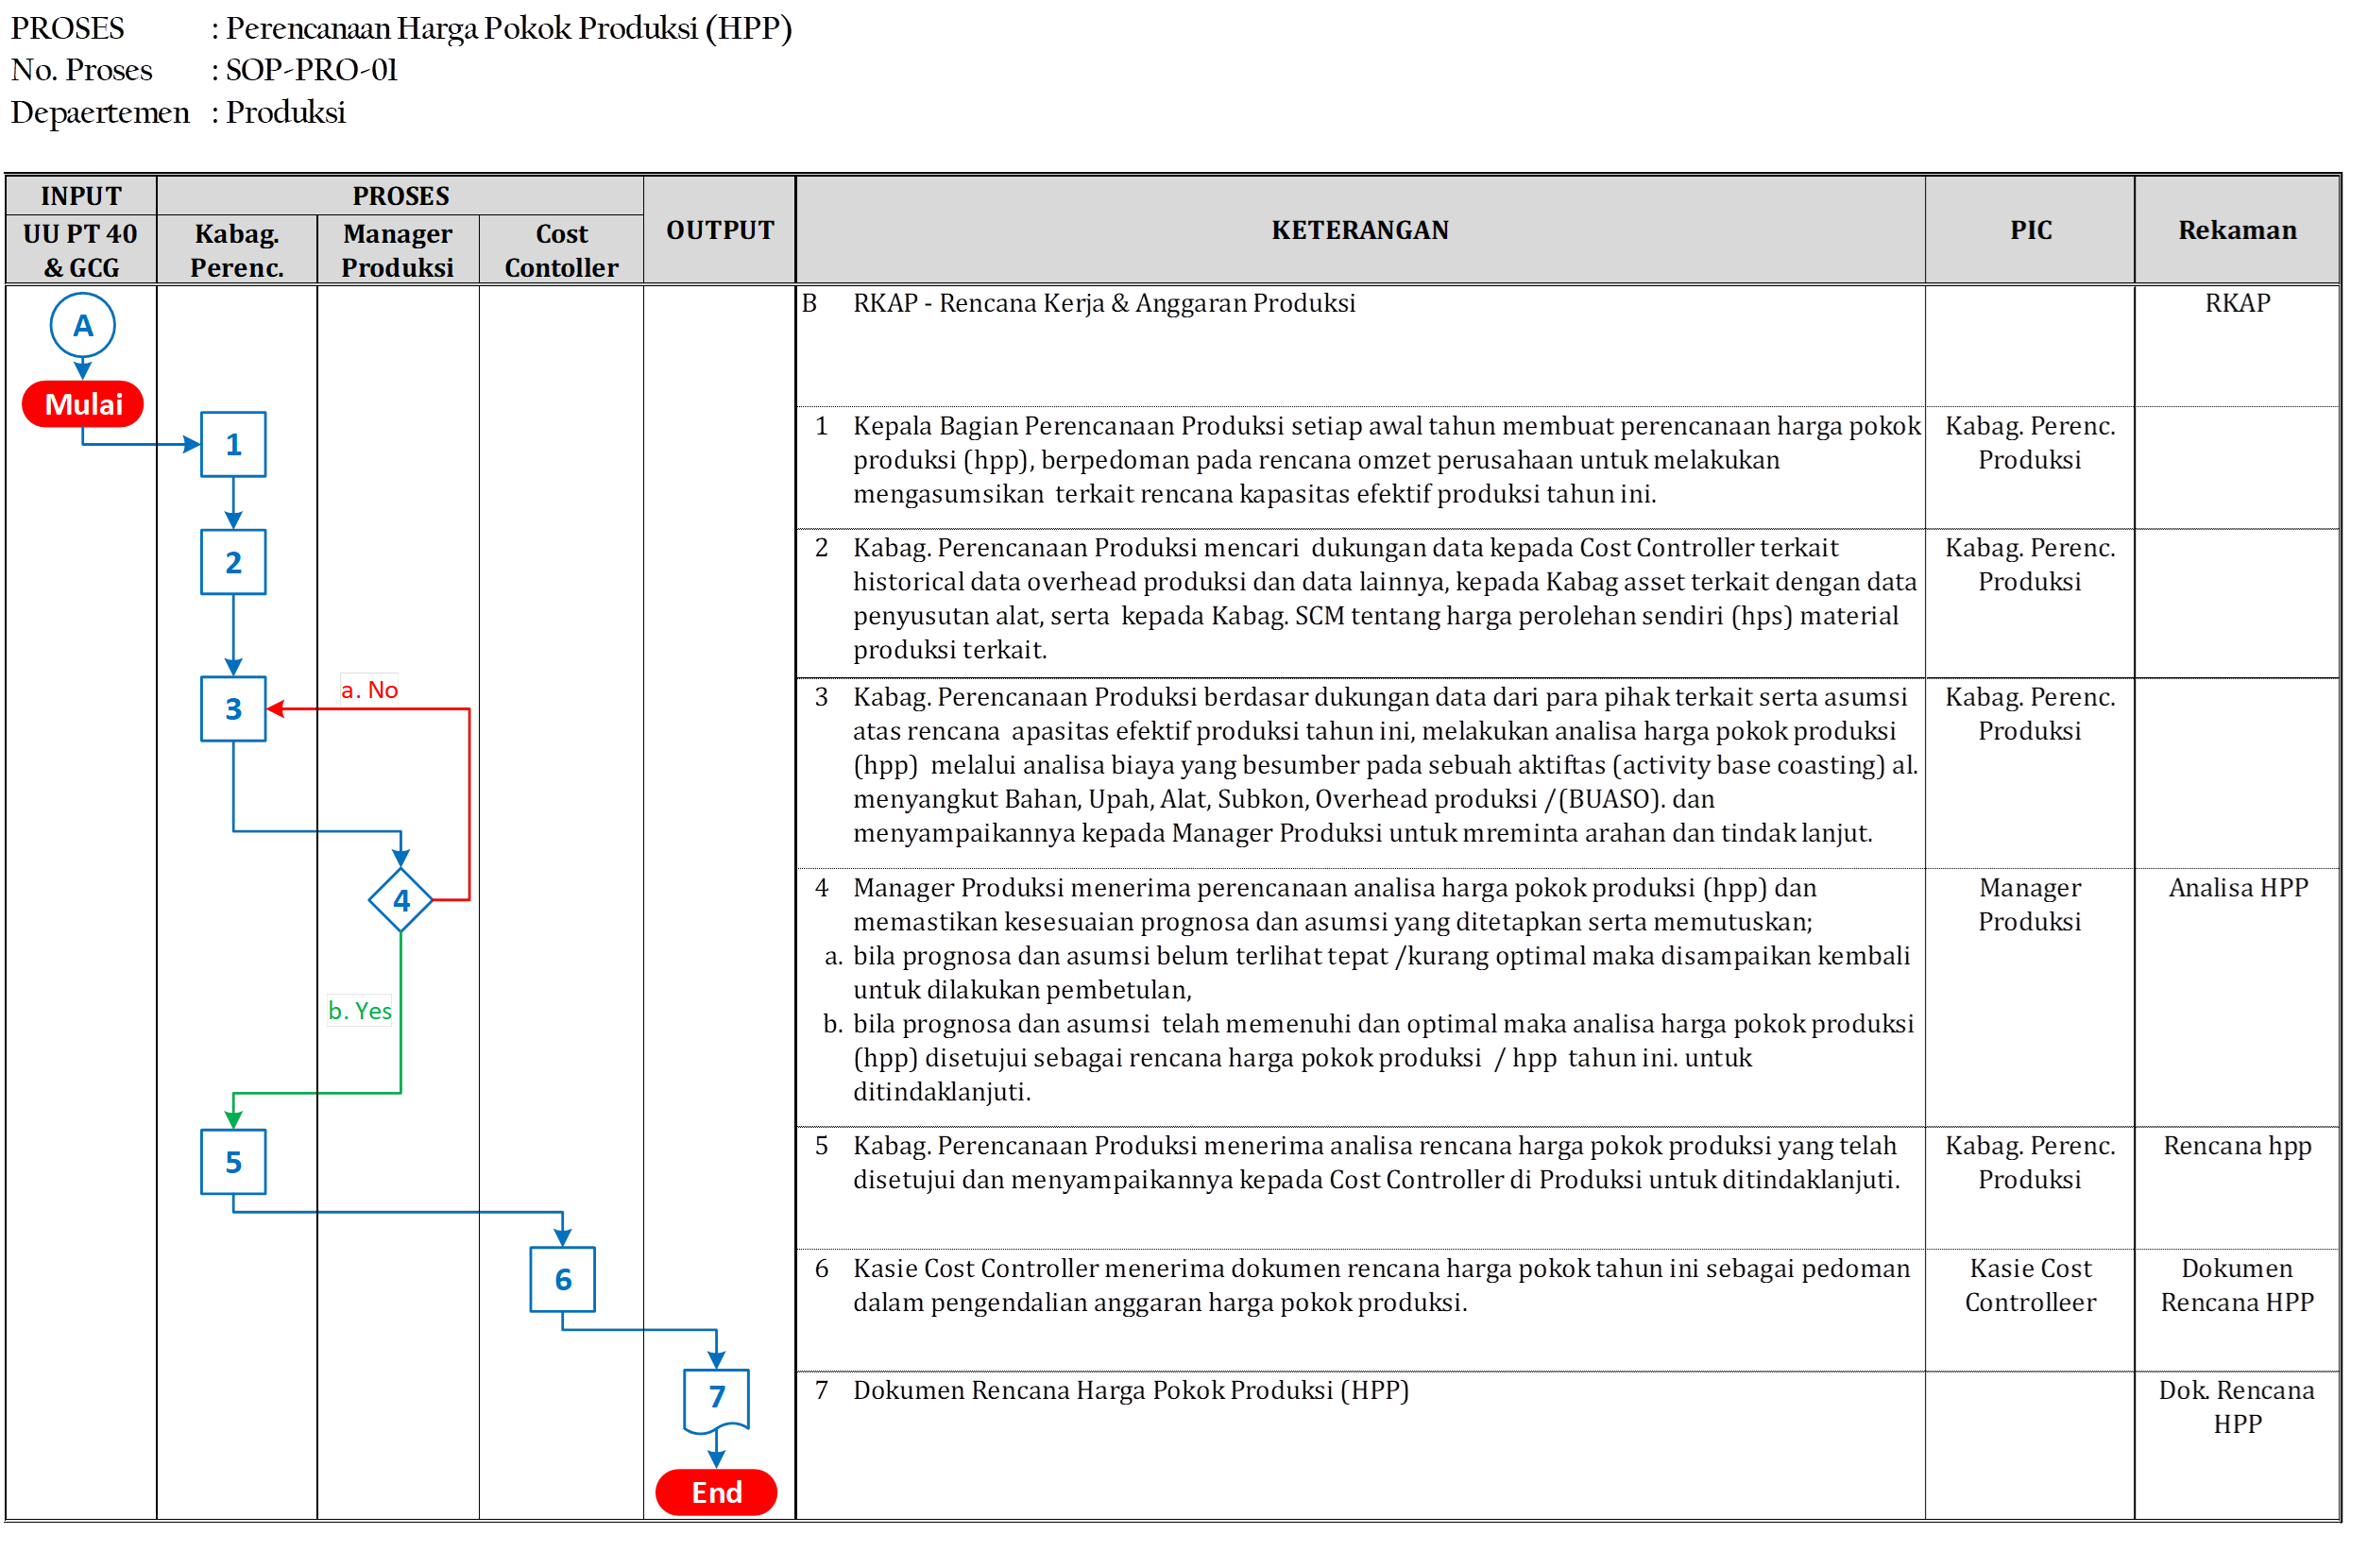 PROSES : Perencanaan Harga Pokok Produksi (HPP)
No. Proses : SOP-PRO-01
Depaertemen : Produksi
INPUT PROSES OUTPUT KETERANGAN PIC Rekaman
UU PT 40 & GCG
Kabag. Perenc.
Manager Produksi
Cost Contoller
A
Mulai
1
2
3
a. No
4
b. Yes
5
6
7
End
B RKAP - Rencana Kerja & Anggaran Produksi
RKAP
1 Kepala Bagian Perencanaan Produksi setiap awal tahun membuat perencanaan harga pokok
produksi (hpp), berpedoman pada rencana omzet perusahaan untuk melakukan
mengasumsikan terkait rencana kapasitas efektif produksi tahun ini.
Kabag. Perenc.
Produksi
2 Kabag. Perencanaan Produksi mencari dukungan data kepada Cost Controller terkait
historical data overhead produksi dan data lainnya, kepada Kabag asset terkait dengan data
penyusutan alat, serta kepada Kabag. SCM tentang harga perolehan sendiri (hps) material
produksi terkait.
Kabag. Perenc.
Produksi
3 Kabag. Perencanaan Produksi berdasar dukungan data dari para pihak terkait serta asumsi
atas rencana apasitas efektif produksi tahun ini, melakukan analisa harga pokok produksi
(hpp) melalui analisa biaya yang besumber pada sebuah aktiftas (activity base coasting) al.
menyangkut Bahan, Upah, Alat, Subkon, Overhead produksi /(BUASO). dan
menyampaikannya kepada Manager Produksi untuk mreminta arahan dan tindak lanjut.
Kabag. Perenc.
Produksi
4 Manager Produksi menerima perencanaan analisa harga pokok produksi (hpp) dan
memastikan kesesuaian prognosa dan asumsi yang ditetapkan serta memutuskan;
a. bila prognosa dan asumsi belum terlihat tepat /kurang optimal maka disampaikan kembali
untuk dilakukan pembetulan,
b. bila prognosa dan asumsi telah memenuhi dan optimal maka analisa harga pokok produksi
(hpp) disetujui sebagai rencana harga pokok produksi / hpp tahun ini. untuk
ditindaklanjuti.
Manager
Produksi
Analisa HPP
5 Kabag. Perencanaan Produksi menerima analisa rencana harga pokok produksi yang telah
disetujui dan menyampaikannya kepada Cost Controller di Produksi untuk ditindaklanjuti.
Kabag. Perenc.
Produksi
Rencana hpp
6 Kasie Cost Controller menerima dokumen rencana harga pokok tahun ini sebagai pedoman
dalam pengendalian anggaran harga pokok produksi.
Kasie Cost
Controlleer
Dokumen
Rencana HPP
7 Dokumen Rencana Harga Pokok Produksi (HPP)
Dok. Rencana
HPP